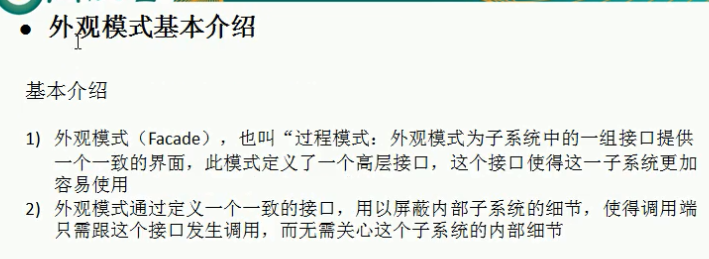 ● 外观模式基本介绍
基本介绍
1) 外观模式（Facade），也叫“过程模式：外观模式为子系统中的一组接口提供
一个一致的界面，此模式定义了一个高层接口，这个接口使得这一子系统更加
容易使用
2) 外观模式通过定义一个一致的接口，用以屏蔽内部子系统的细节，使得调用端
只需跟这个接口发生调用，而无需关心这个子系统的内部细节